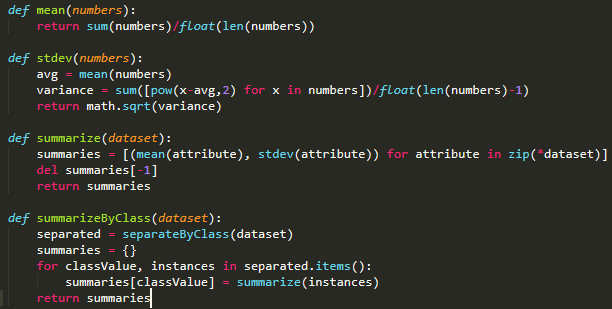 def mean(numbers):
    return sum(numbers)/float(len(numbers))

def stdev(numbers):
    avg = mean(numbers)
    variance = sum([pow(x-avg,2) for x in numbers])/float(len(numbers)-1)
    return math.sqrt(variance)

def summarize(dataset):
    summaries = [(mean(attribute), stdev(attribute)) for attribute in zip(*dataset)]
    del summaries[-1]
    return summaries

def summarizeByClass(dataset):
    separated = separateByClass(dataset)
    summaries = {}
    for classValue, instances in separated.items():
        summaries[classValue] = summarize(instances)
    return summaries